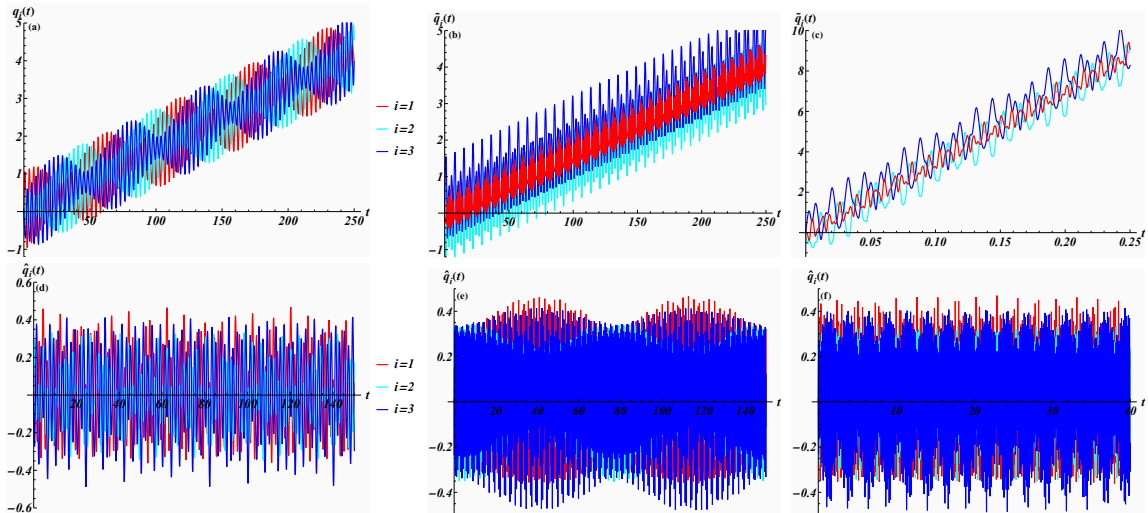 q_i(t)
(a)
5
4
3
2
1
-1
50
100
150
200
250
t
i=1
i=2
i=3
q̃_i(t)
(b)
5
4
3
2
1
-1
50
100
150
200
250
t
q̃_i(t)
(c)
10
8
6
4
2
0.05
0.10
0.15
0.20
0.25
t
q̂_i(t)
(d)
0.6
0.4
0.2
-0.2
-0.4
-0.6
20
40
60
80
100
120
140
t
i=1
i=2
i=3
q̂_i(t)
(e)
0.4
0.2
-0.2
-0.4
20
40
60
80
100
120
140
t
q̂_i(t)
(f)
0.4
0.2
-0.2
-0.4
10
20
30
40
t